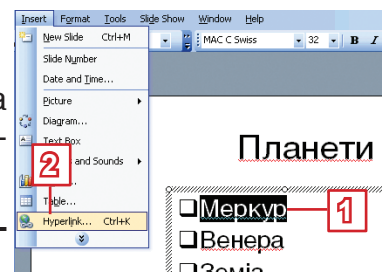 Insert Format Tools Slide Show Window Help
New Slide Ctrl+M
MAC C Swiss 32 B I
Slide Number
Date and Time...
Picture
Diagram...
Text Box
and Sounds
Table...
Hyperlink... Ctrl+K
2
а
Планети
❑Меркур
1
❑Венера
❑Земја